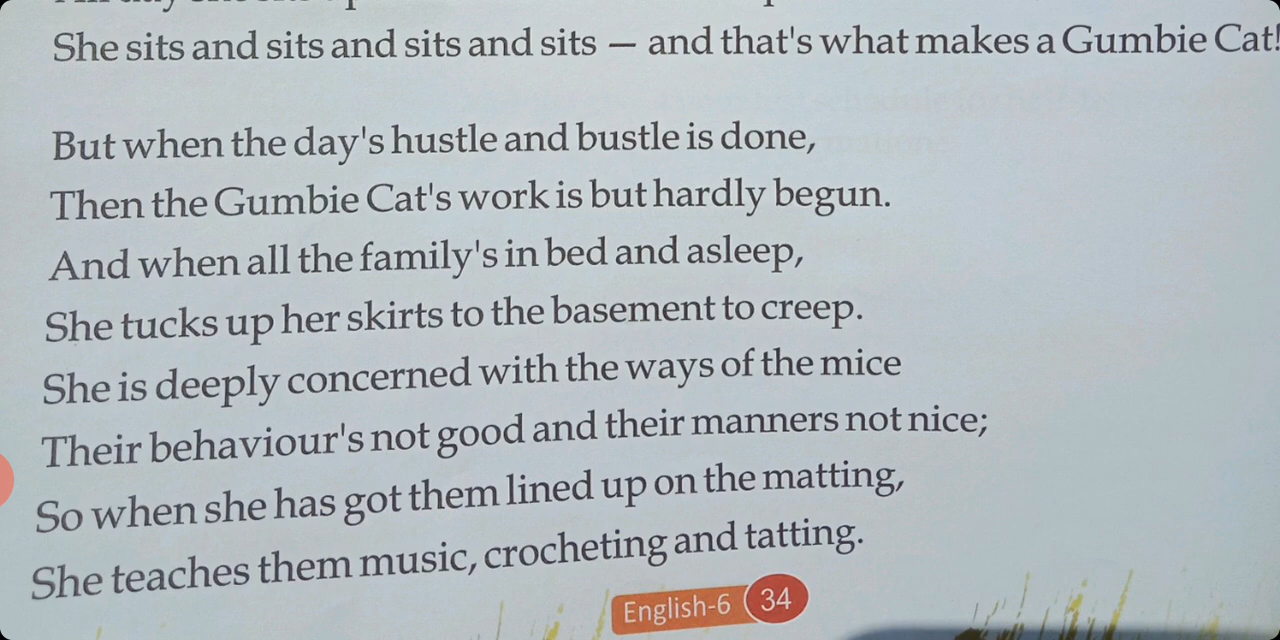 She sits and sits and sits and sits — and that's what makes a Gumbie Cat!
But when the day's hustle and bustle is done,
Then the Gumbie Cat's work is but hardly begun.
And when all the family's in bed and asleep,
She tucks up her skirts to the basement to creep.
She is deeply concerned with the ways of the mice
Their behaviour's not good and their manners not nice;
So when she has got them lined up on the matting,
She teaches them music, crocheting and tatting.
English-6 34